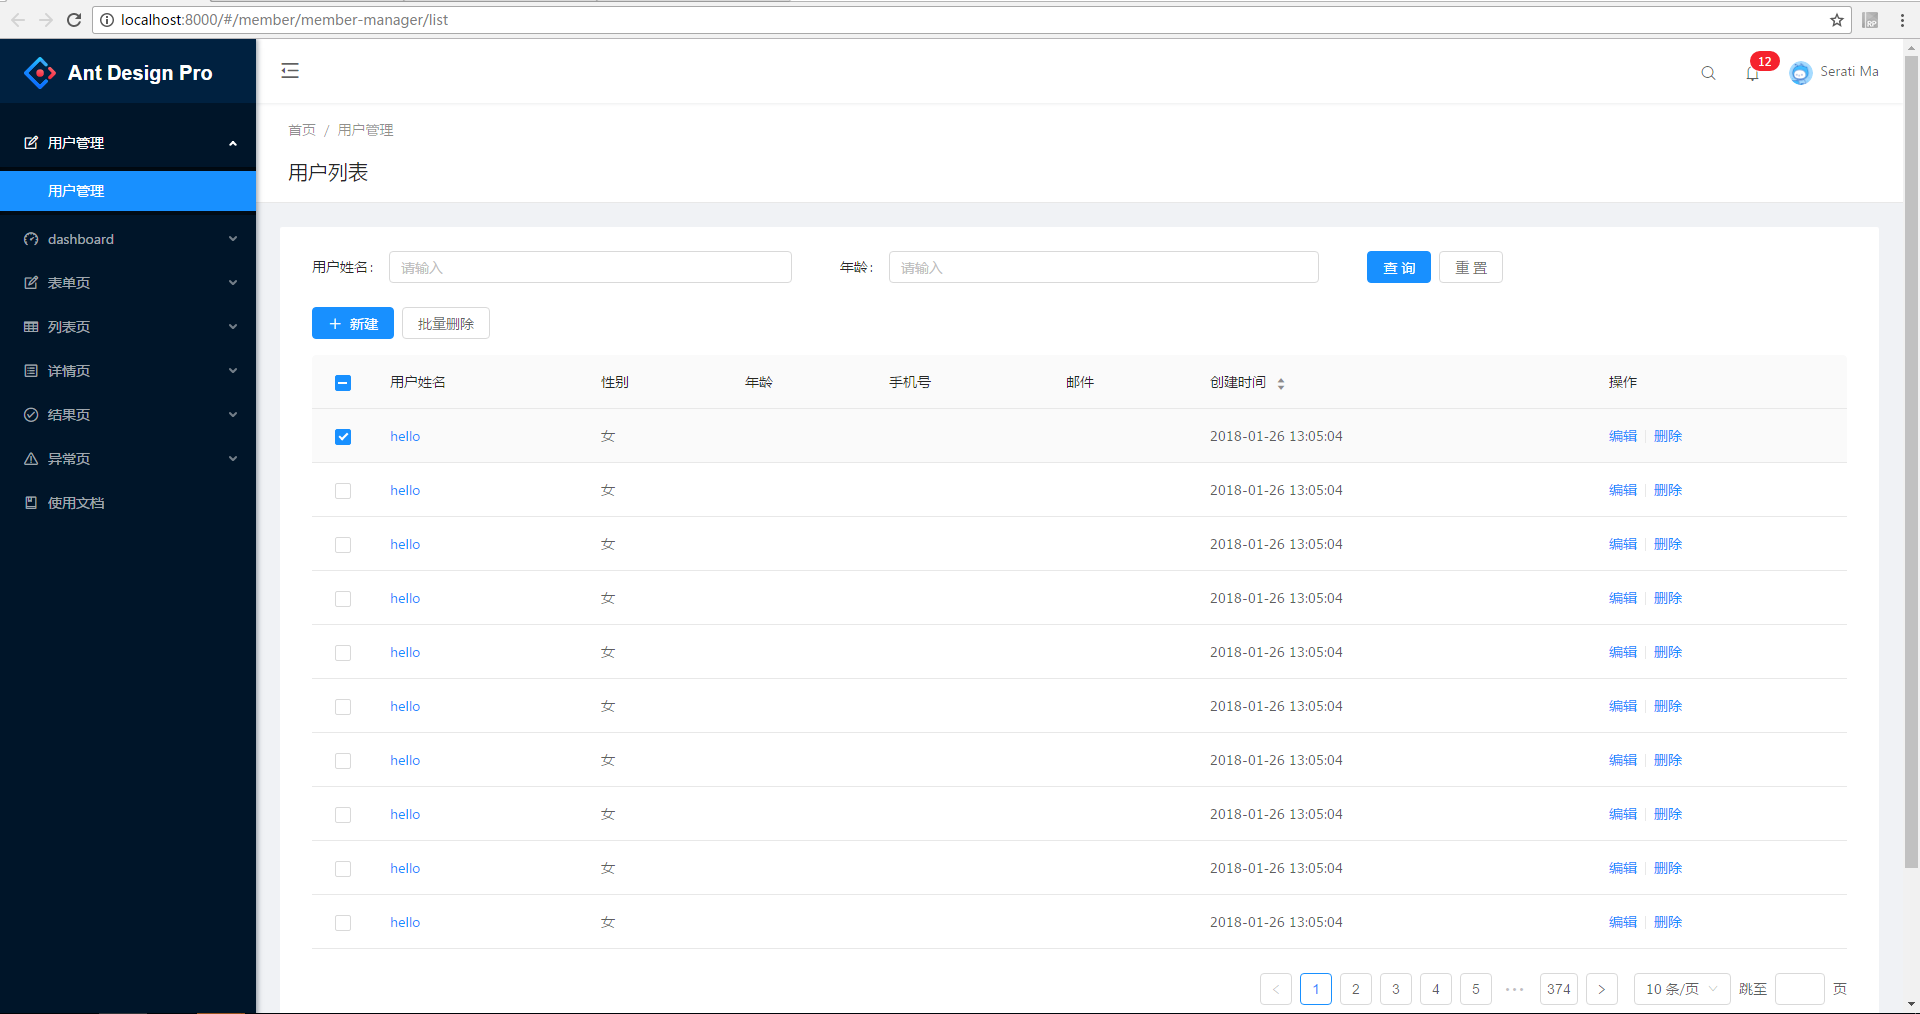 localhost:8000/#/member/member-manager/list
Ant Design Pro
12
Serati Ma
用户管理
用户管理
dashboard
表单页
列表页
详情页
结果页
异常页
使用文档
首页 / 用户管理
用户列表
用户姓名: 请输入 年龄: 请输入 查 询 重 置
+ 新建 批量删除
用户姓名 性别 年龄 手机号 邮件 创建时间 操作
hello 女 2018-01-26 13:05:04 编辑 删除
hello 女 2018-01-26 13:05:04 编辑 删除
hello 女 2018-01-26 13:05:04 编辑 删除
hello 女 2018-01-26 13:05:04 编辑 删除
hello 女 2018-01-26 13:05:04 编辑 删除
hello 女 2018-01-26 13:05:04 编辑 删除
hello 女 2018-01-26 13:05:04 编辑 删除
hello 女 2018-01-26 13:05:04 编辑 删除
hello 女 2018-01-26 13:05:04 编辑 删除
hello 女 2018-01-26 13:05:04 编辑 删除
< 1 2 3 4 5 ••• 374 > 10 条/页 跳至 页